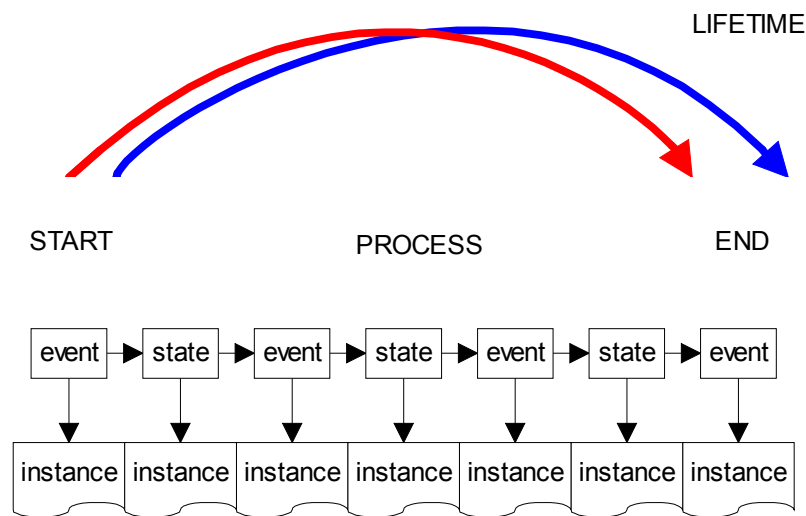 LIFETIME
START PROCESS END
event state event state event state event
instance instance instance instance instance instance instance